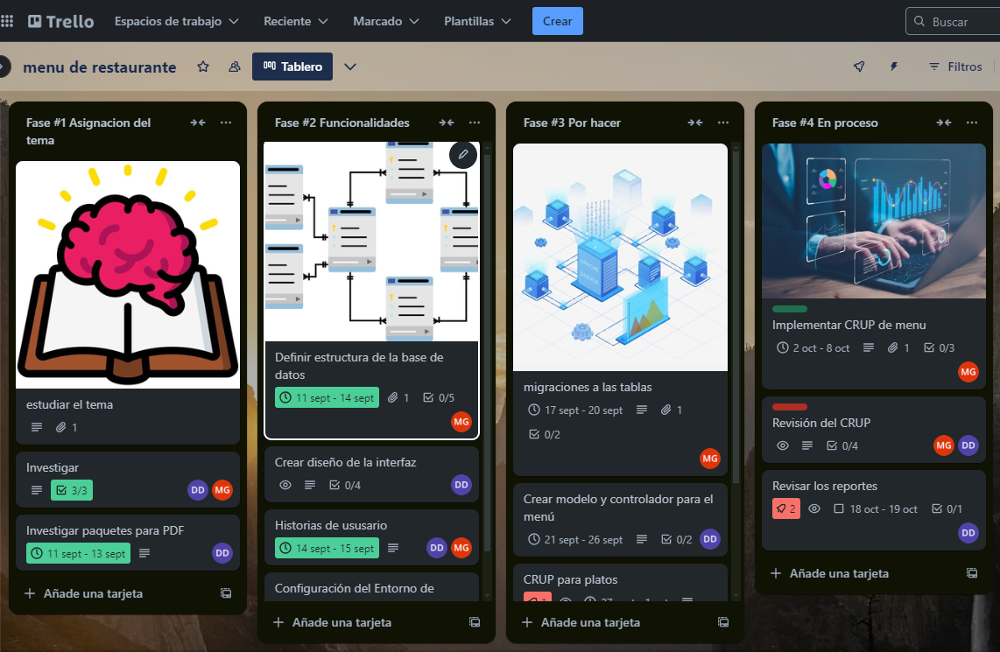 Trello
Espacios de trabajo
Reciente
Marcado
Plantillas
Crear
Buscar
menu de restaurante
Tablero
Filtros
Fase #1 Asignacion del
tema
estudiar el tema
1
Investigar
3/3
DD MG
Investigar paquetes para PDF
11 sept - 13 sept
DD
Añade una tarjeta
Fase #2 Funcionalidades
Definir estructura de la base de
datos
11 sept - 14 sept 1 0/5
MG
Crear diseño de la interfaz
0/4 DD
Historias de ususario
14 sept - 15 sept DD MG
Configuración del Entorno de
Añade una tarjeta
Fase #3 Por hacer
APACHE
SERVER
migraciones a las tablas
17 sept - 20 sept 1
0/2
MG
Crear modelo y controlador para el
menú
21 sept - 26 sept 0/2 DD
CRUP para platos
Añade una tarjeta
Fase #4 En proceso
Implementar CRUP de menu
2 oct - 8 oct 1 0/3
MG
Revisión del CRUP
0/4 MG DD
Revisar los reportes
2 18 oct - 19 oct 0/1
DD
Añade una tarjeta